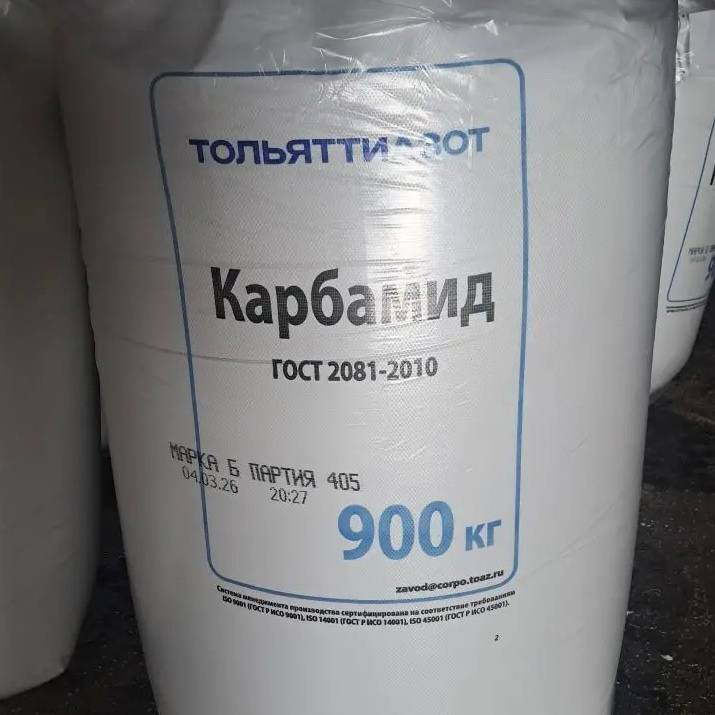 ТОЛЬЯТТИАЗОТ
Карбамид
ГОСТ 2081-2010
МАРКА Б ПАРТИЯ 405
04.03.26 20:27
900 кг
zavod@corpo.toaz.ru
Система менеджмента производства сертифицирована на соответствие требованиям
ISO 9001 (ГОСТ Р ИСО 9001), ISO 14001 (ГОСТ Р ИСО 14001), ISO 45001 (ГОСТ Р ИСО 45001).
2